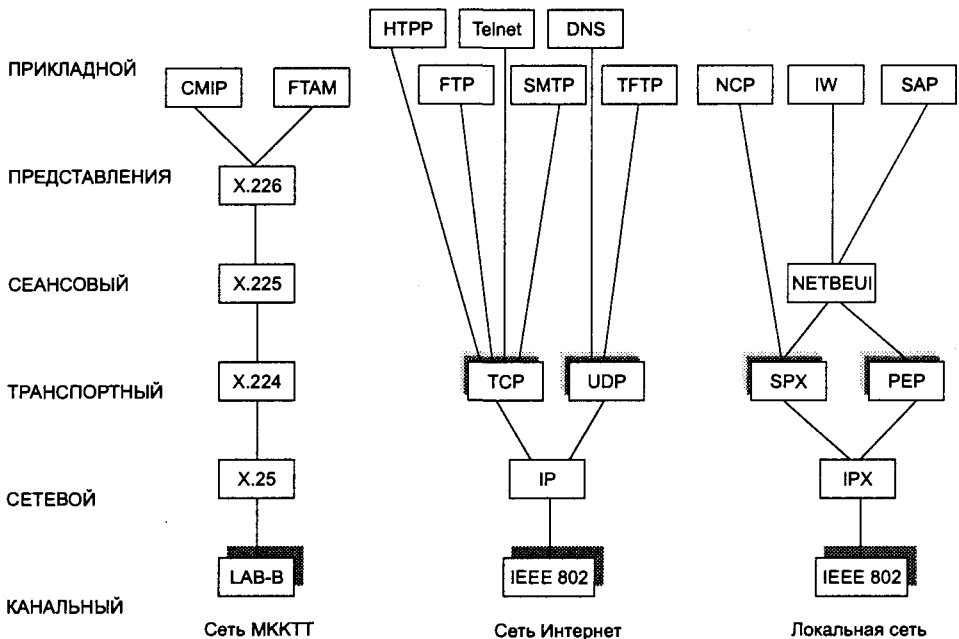 HTPP Telnet DNS
ПРИКЛАДНОЙ
CMIP FTAM FTP SMTP TFTP NCP IW SAP
ПРЕДСТАВЛЕНИЯ
X.226
СЕАНСОВЫЙ
X.225 NETBEUI
ТРАНСПОРТНЫЙ
X.224 TCP UDP SPX PEP
X.25 IP IPX
СЕТЕВОЙ
LAB-B IEEE 802 IEEE 802
КАНАЛЬНЫЙ
Сеть МККТТ Сеть Интернет Локальная сеть